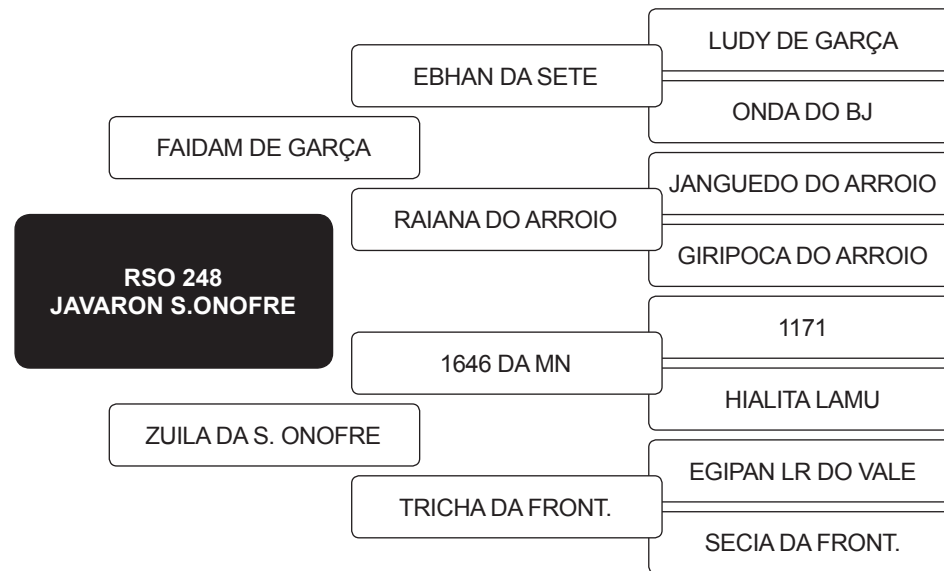 LUDY DE GARÇA
EBHAN DA SETE
ONDA DO BJ
FAIDAM DE GARÇA
JANGUEDO DO ARROIO
RAIANA DO ARROIO
GIRIPOCA DO ARROIO
RSO 248
JAVARON S.ONOFRE
1171
1646 DA MN
HIALITA LAMU
ZUILA DA S. ONOFRE
EGIPAN LR DO VALE
TRICHA DA FRONT.
SECIA DA FRONT.